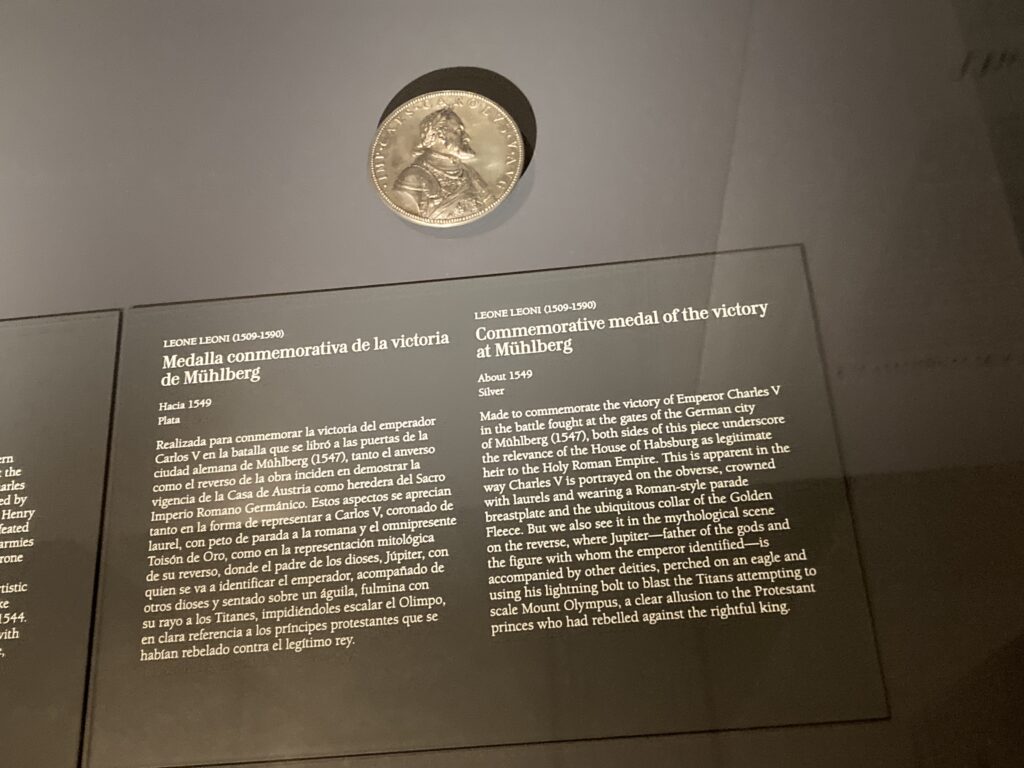 LEONE LEONI (1509-1590)
Medalla conmemorativa de la victoria
de Mühlberg
Hacia 1549
Plata
Realizada para conmemorar la victoria del emperador
Carlos V en la batalla que se libró a las puertas de la
ciudad alemana de Mühlberg (1547), tanto el anverso
como el reverso de la obra inciden en demostrar la
vigencia de la Casa de Austria como heredera del Sacro
Imperio Romano Germánico. Estos aspectos se aprecian
tanto en la forma de representar a Carlos V, coronado de
laurel, con peto de parada a la romana y el omnipresente
Toisón de Oro, como en la representación mitológica
de su reverso, donde el padre de los dioses, Júpiter, con
quien se va a identificar el emperador, acompañado de
otros dioses y sentado sobre un águila, fulmina con
su rayo a los Titanes, impidiéndoles escalar el Olimpo,
en clara referencia a los príncipes protestantes que se
habían rebelado contra el legítimo rey.
LEONE LEONI (1509-1590)
Commemorative medal of the victory
at Mühlberg
About 1549
Silver
Made to commemorate the victory of Emperor Charles V
in the battle fought at the gates of the German city
of Mühlberg (1547), both sides of this piece underscore
the relevance of the House of Habsburg as legitimate
heir to the Holy Roman Empire. This is apparent in the
way Charles V is portrayed on the obverse, crowned
with laurels and wearing a Roman-style parade
breastplate and the ubiquitous collar of the Golden
Fleece. But we also see it in the mythological scene
on the reverse, where Jupiter—father of the gods and
the figure with whom the emperor identified—is
accompanied by other deities, perched on an eagle and
using his lightning bolt to blast the Titans attempting to
scale Mount Olympus, a clear allusion to the Protestant
princes who had rebelled against the rightful king.
the
ed by
Henry
armies
1544.